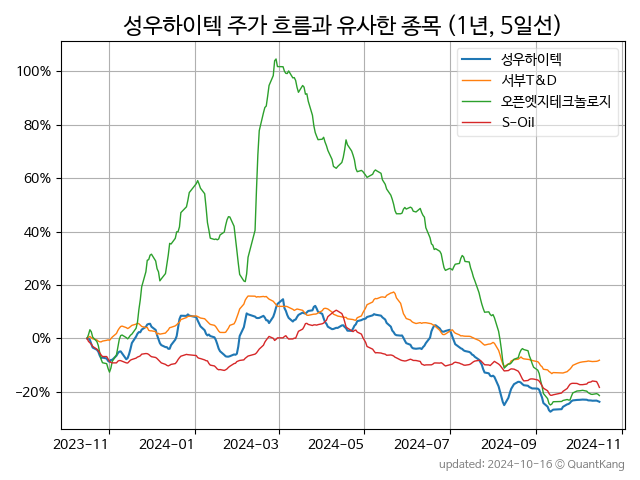 성우하이텍 주가 흐름과 유사한 종목 (1년, 5일선)
성우하이텍
서부T&D
오픈엣지테크놀로지
S-Oil
100%
80%
60%
40%
20%
0%
−20%
2023-11 2024-01 2024-03 2024-05 2024-07 2024-09 2024-11
updated: 2024-10-16 © QuantKang